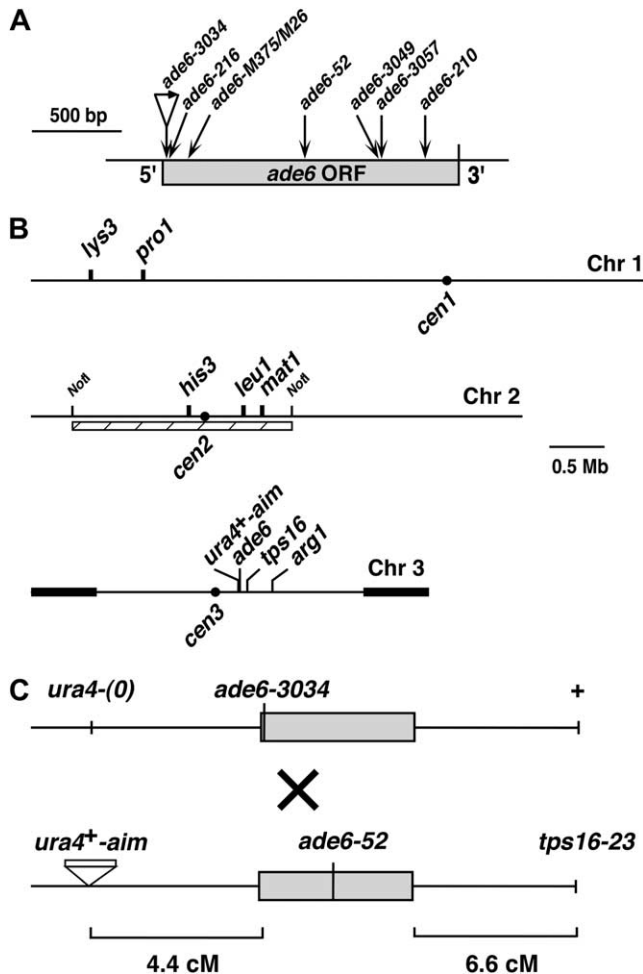 A
ade6-3034
ade6-216
ade6-M375/M26
ade6-52
ade6-3049
ade6-3057
ade6-210
500 bp
5'
ade6 ORF
3'
B
lys3
pro1
Chr 1
cen1
NotI
his3
leu1
mat1
NotI
Chr 2
cen2
0.5 Mb
ura4+-aim
ade6
tps16
arg1
Chr 3
cen3
C
ura4-(0)
ade6-3034
+
ura4+-aim
ade6-52
tps16-23
4.4 cM
6.6 cM